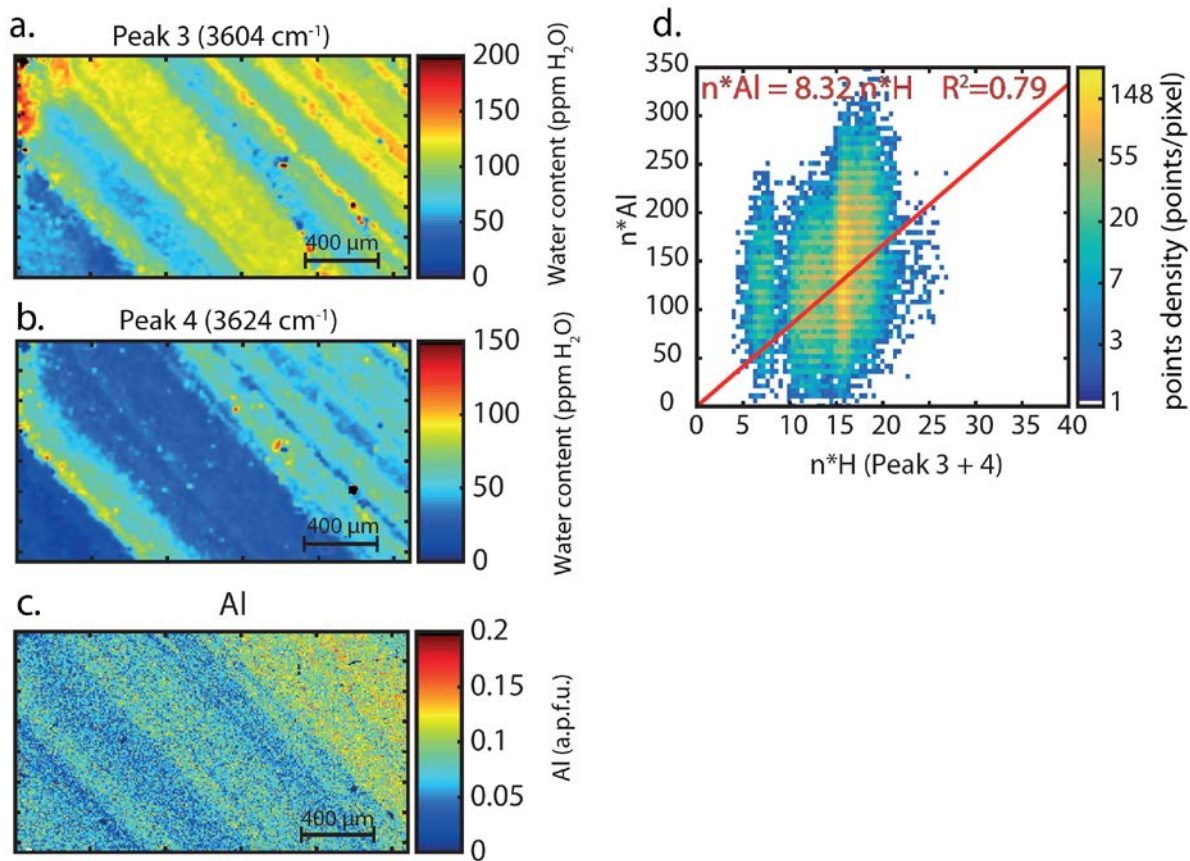 a.
Peak 3 (3604 cm⁻¹)
200
150
100
50
0
Water content (ppm H₂O)
400 µm
b.
Peak 4 (3624 cm⁻¹)
150
100
50
0
Water content (ppm H₂O)
400 µm
c.
Al
0.2
0.15
0.1
0.05
0
Al (a.p.f.u.)
400 µm
d.
n*Al = 8.32 n*H R²=0.79
350
300
250
200
150
100
50
0
n*Al
0 5 10 15 20 25 30 35 40
n*H (Peak 3 + 4)
148
55
20
7
3
1
points density (points/pixel)